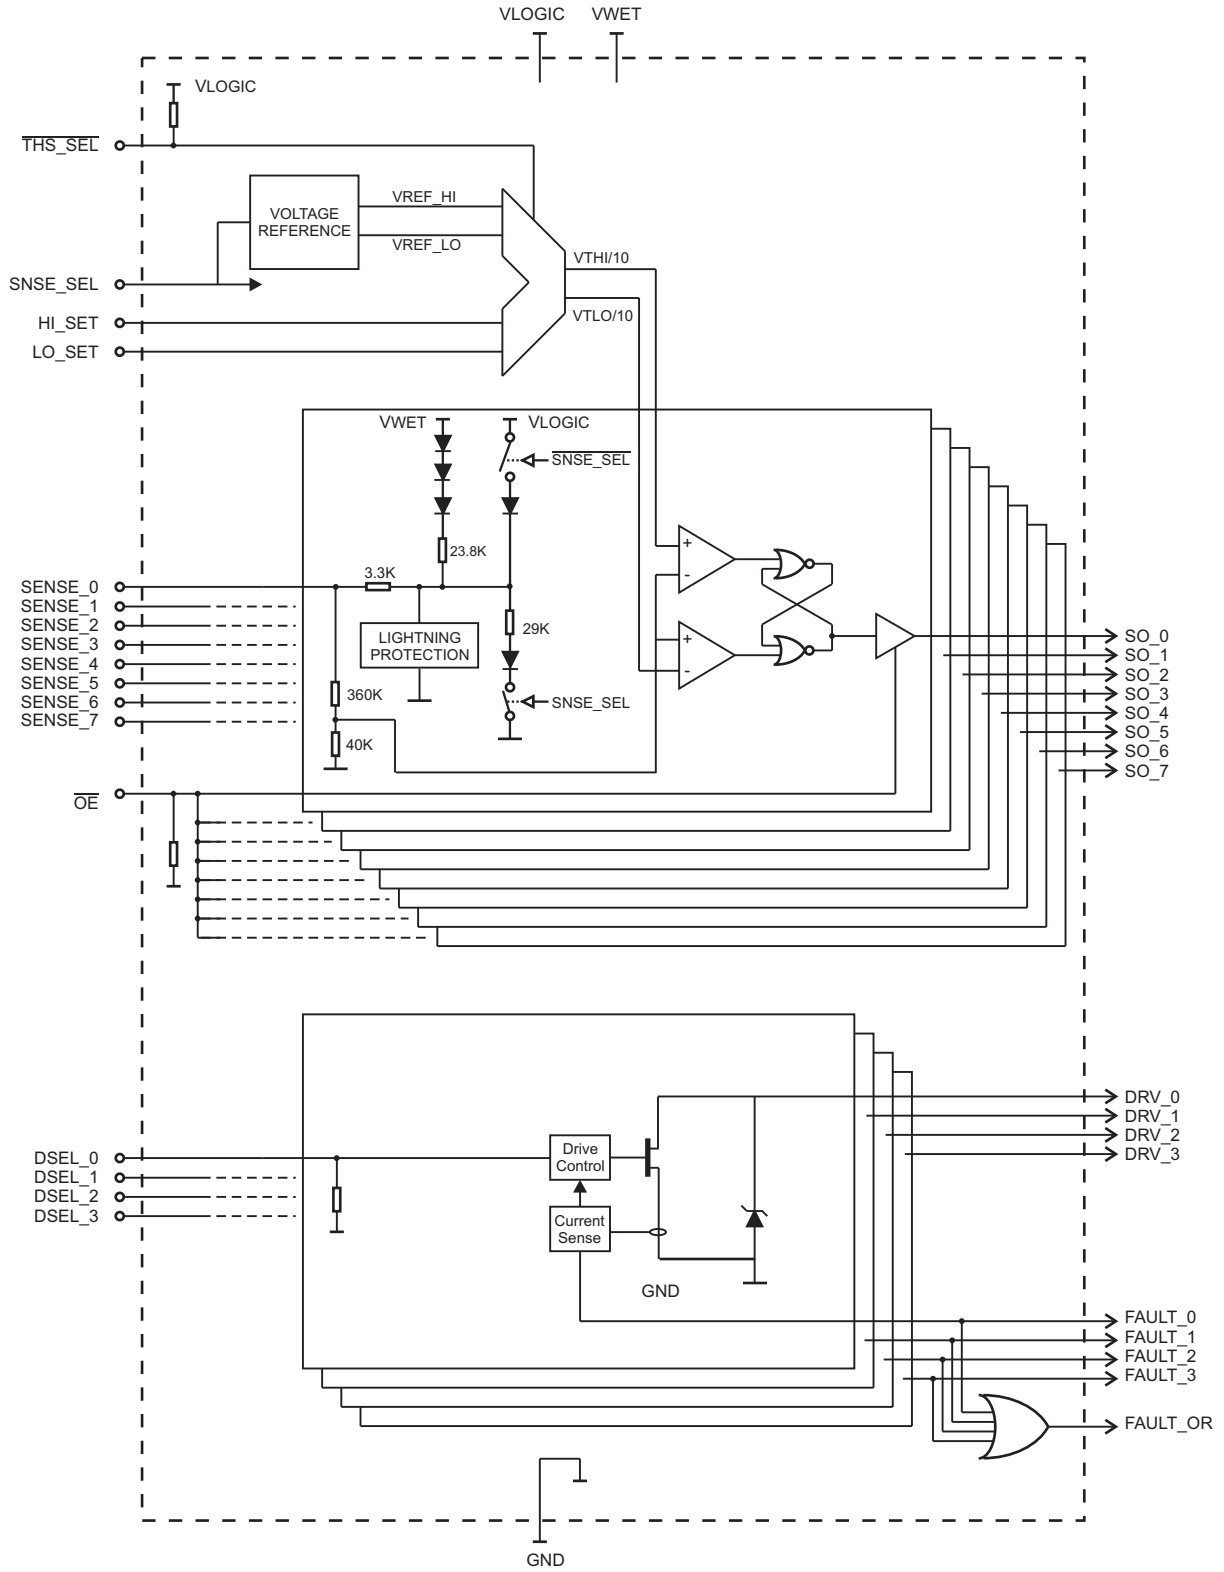 VLOGIC VWET
VLOGIC
THS_SEL
VOLTAGE
REFERENCE
VREF_HI
VREF_LO
SNSE_SEL
HI_SET
LO_SET
VTHI/10
VTLO/10
VWET
VLOGIC
SNSE_SEL
23.8K
3.3K
+
-
+
-
LIGHTNING
PROTECTION
29K
SNSE_SEL
360K
40K
SENSE_0
SENSE_1
SENSE_2
SENSE_3
SENSE_4
SENSE_5
SENSE_6
SENSE_7
OE
SO_0
SO_1
SO_2
SO_3
SO_4
SO_5
SO_6
SO_7
DSEL_0
DSEL_1
DSEL_2
DSEL_3
Drive
Control
Current
Sense
GND
DRV_0
DRV_1
DRV_2
DRV_3
FAULT_0
FAULT_1
FAULT_2
FAULT_3
FAULT_OR
GND